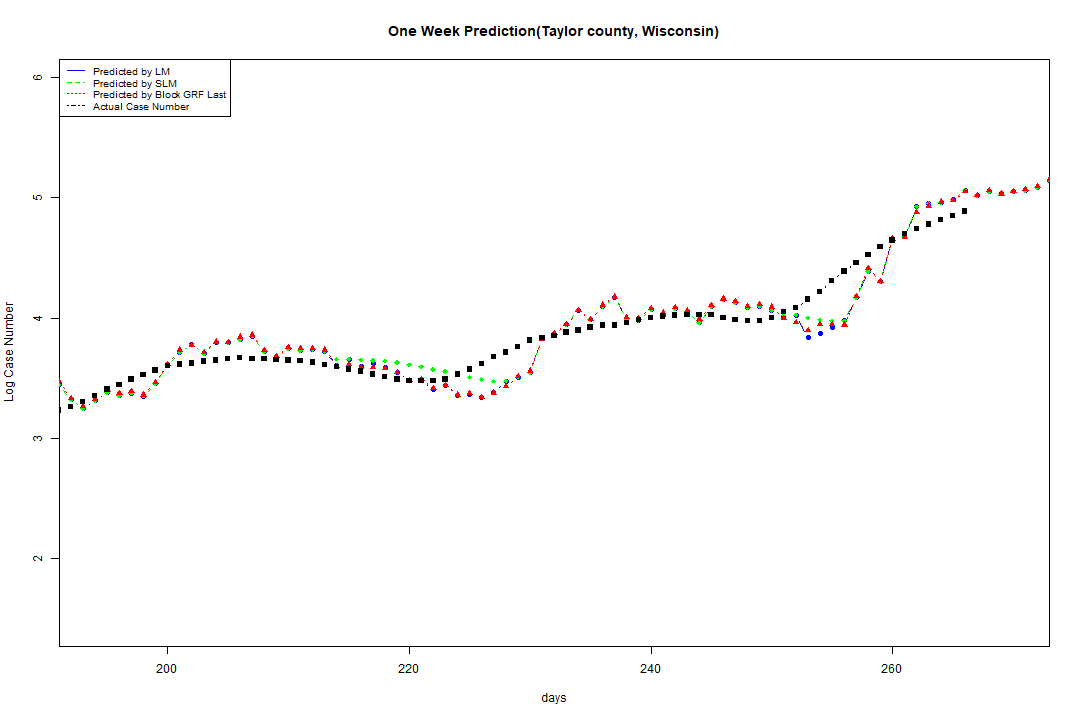 One Week Prediction(Taylor county, Wisconsin)
Predicted by LM
Predicted by SLM
Predicted by Block GRF Last
Actual Case Number
6
5
4
3
2
Log Case Number
200
220
240
260
days